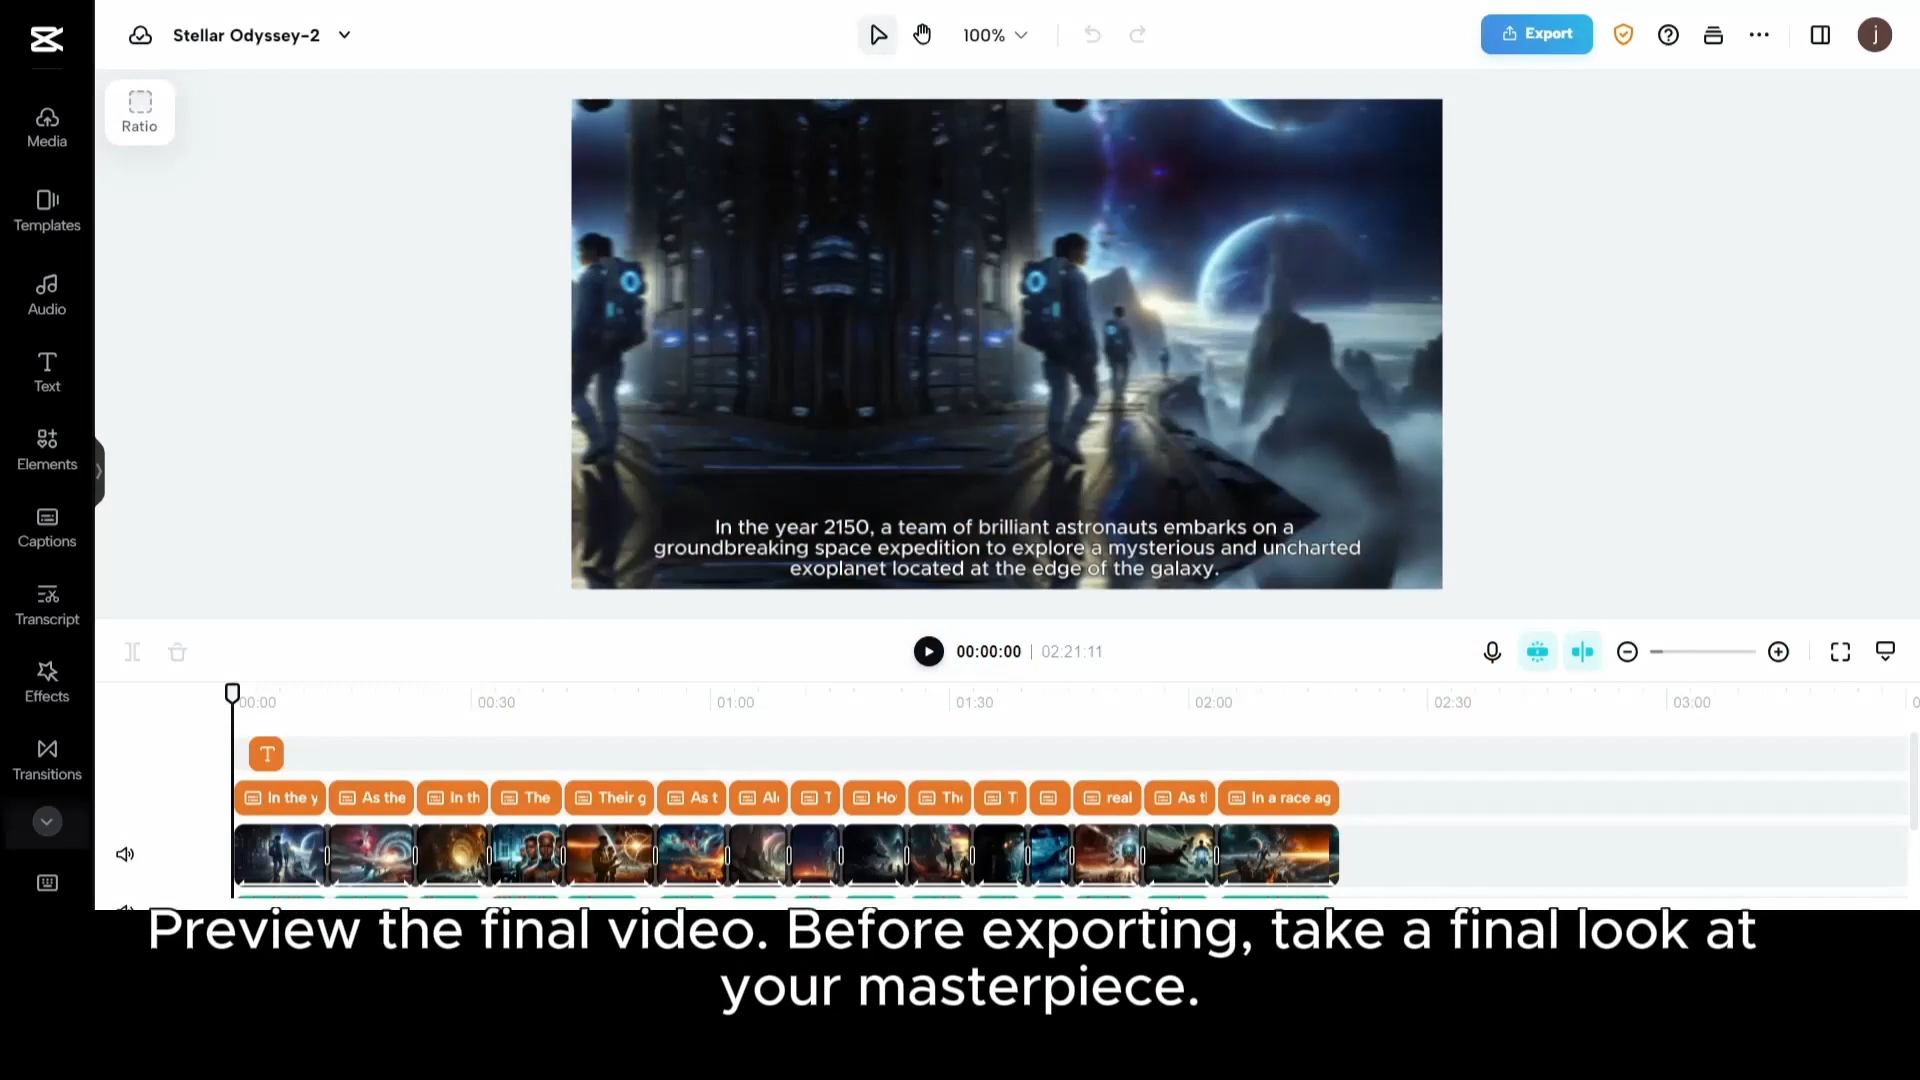 Stellar Odyssey-2
100%
Export
j
Ratio
Media
Templates
Audio
Text
Elements
Captions
Transcript
Effects
Transitions
In the year 2150, a team of brilliant astronauts embarks on a
groundbreaking space expedition to explore a mysterious and uncharted
exoplanet located at the edge of the galaxy.
00:00:00 | 02:21:11
00:00 00:30 01:00 01:30 02:00 02:30 03:00
T
In the y As the In th The Their g As t Al T Ho The T real As t In a race ag
Preview the final video. Before exporting, take a final look at
your masterpiece.